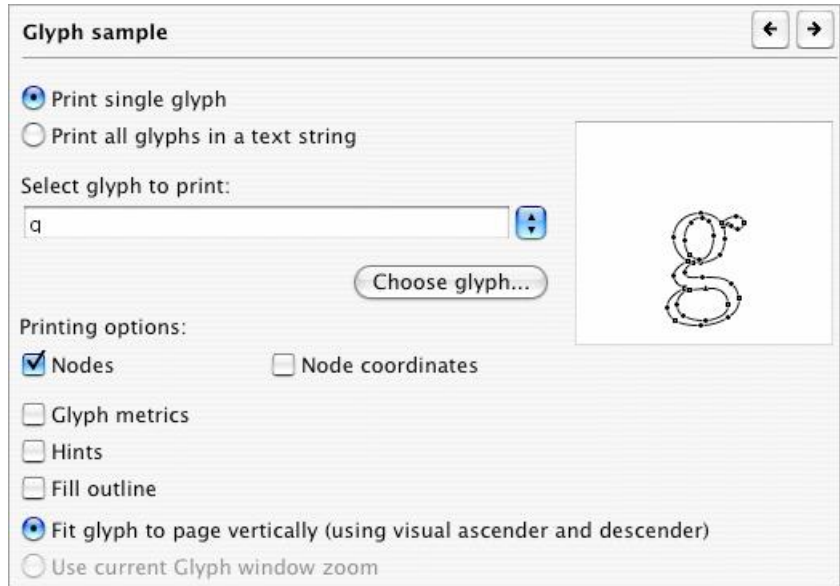 Glyph sample
Print single glyph
Print all glyphs in a text string
Select glyph to print:
g
g
Choose glyph...
Printing options:
Nodes Node coordinates
Glyph metrics
Hints
Fill outline
Fit glyph to page vertically (using visual ascender and descender)
Use current Glyph window zoom